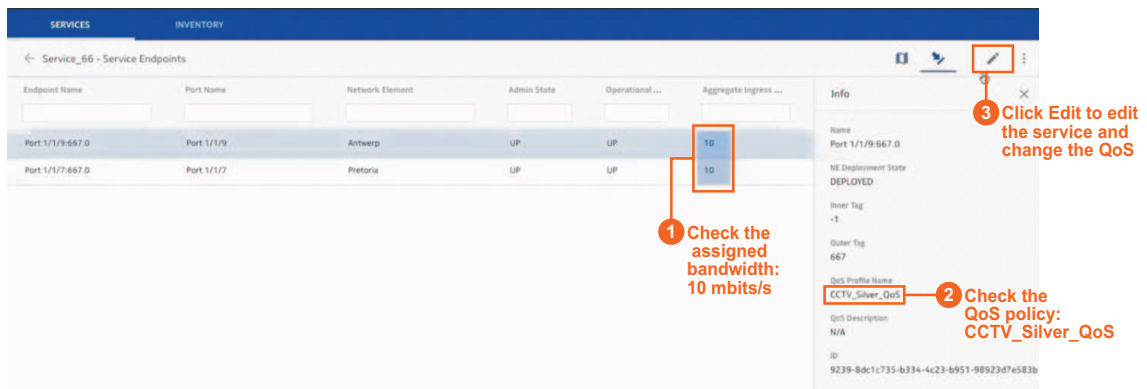 SERVICES INVENTORY
← Service_66 - Service Endpoints
Endpoint Name Port Name Network Element Admin State Operational ... Aggregate Ingress ...
Port 1/1/9:667.0 Port 1/1/9 Antwerp UP UP 10
Port 1/1/7:667.0 Port 1/1/7 Pretoria UP UP 10
1 Check the
assigned
bandwidth:
10 mbits/s
Info
Name
Port 1/1/9:667.0
NE Deployment State
DEPLOYED
Inner Tag
-1
Outer Tag
667
QoS Profile Name
CCTV_Silver_QoS
QoS Description
N/A
ID
9239-8dc1c735-b334-4c23-b951-98923d7e583b
2 Check the
QoS policy:
CCTV_Silver_QoS
3 Click Edit to edit
the service and
change the QoS